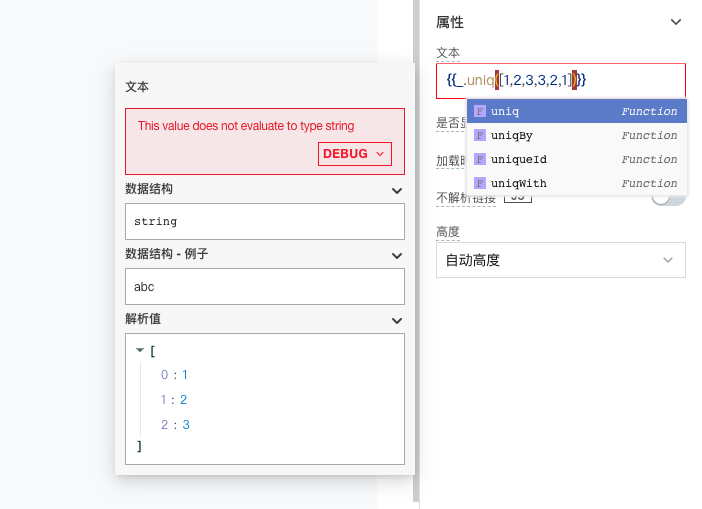 属性
文本
{{_.uniq([1,2,3,3,2,1])}}
uniq Function
uniqBy Function
uniqueId Function
uniqWith Function
是否
加载时
不解析链接 JS
高度
自动高度
文本
This value does not evaluate to type string
DEBUG
数据结构
string
数据结构 - 例子
abc
解析值
[
0 : 1
1 : 2
2 : 3
]